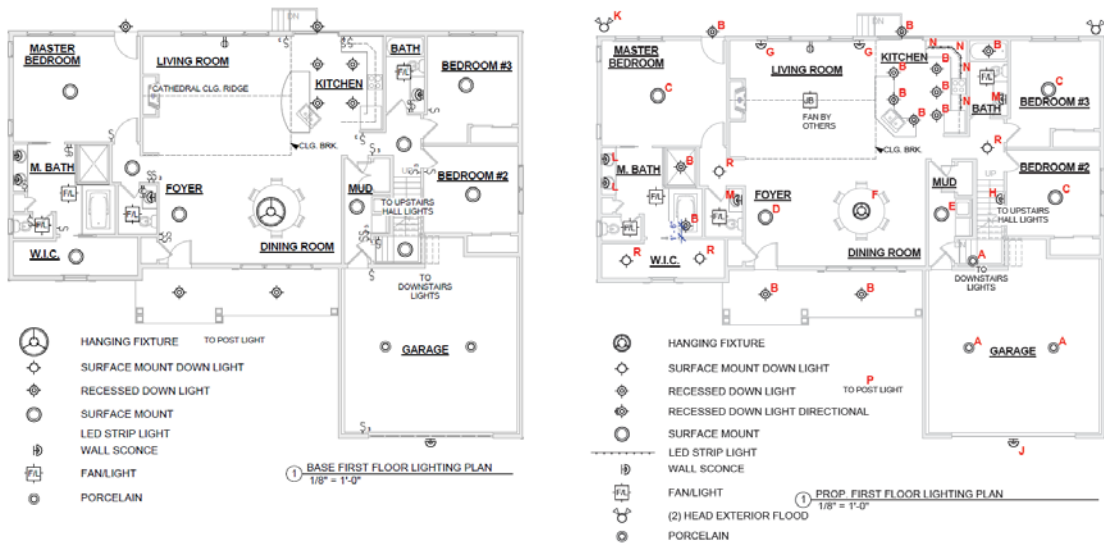 DN
MASTER
BEDROOM
LIVING ROOM
KITCHEN
BATH
F/L
BEDROOM #3
CATHEDRAL CLG. RIDGE
CLG. BRK.
M. BATH
F/L
FOYER
F/L
F/L
MUD
UP
BEDROOM #2
TO UPSTAIRS
HALL LIGHTS
W.I.C.
DINING ROOM
TO
DOWNSTAIRS
LIGHTS
GARAGE
HANGING FIXTURE
TO POST LIGHT
SURFACE MOUNT DOWN LIGHT
RECESSED DOWN LIGHT
SURFACE MOUNT
LED STRIP LIGHT
WALL SCONCE
F/L FAN/LIGHT
PORCELAIN
1 BASE FIRST FLOOR LIGHTING PLAN
1/8" = 1'-0"
K
B
DN
B
MASTER
BEDROOM
G
G
KITCHEN
N
N
N
N
B
LIVING ROOM
B
B
F/L
C
C
JB
B
B
M
BEDROOM #3
FAN BY
OTHERS
B
B
BATH
CLG. BRK.
R
L
M. BATH
B
R
UP
BEDROOM #2
L
F/L
M
FOYER
F
MUD
H
C
F/L
B
F/L
D
E
TO UPSTAIRS
HALL LIGHTS
R
R
W.I.C.
DINING ROOM
DN
A
TO
DOWNSTAIRS
LIGHTS
B
B
A
A
GARAGE
HANGING FIXTURE
SURFACE MOUNT DOWN LIGHT
P
TO POST LIGHT
RECESSED DOWN LIGHT
RECESSED DOWN LIGHT DIRECTIONAL
SURFACE MOUNT
J
LED STRIP LIGHT
WALL SCONCE
F/L FAN/LIGHT
(2) HEAD EXTERIOR FLOOD
PORCELAIN
1 PROP. FIRST FLOOR LIGHTING PLAN
1/8" = 1'-0"